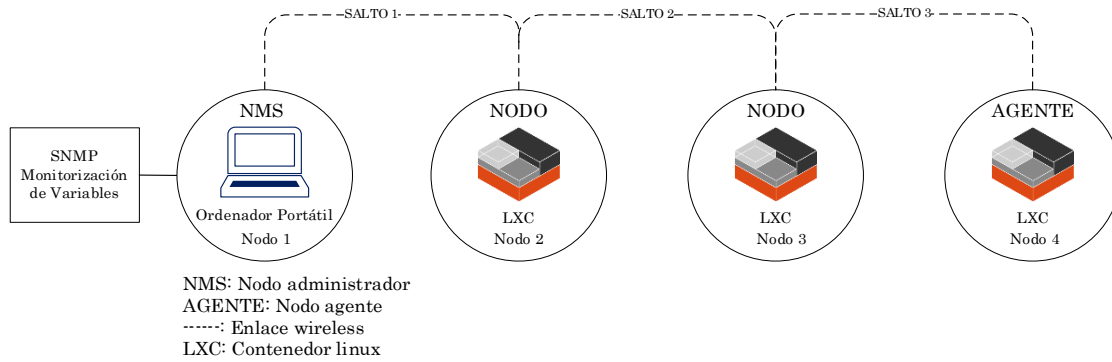 SALTO 1
SALTO 2
SALTO 3
NMS
NODO
NODO
AGENTE
SNMP
Monitorización
de Variables
Ordenador Portátil
Nodo 1
LXC
Nodo 2
LXC
Nodo 3
LXC
Nodo 4
NMS: Nodo administrador
AGENTE: Nodo agente
------: Enlace wireless
LXC: Contenedor linux